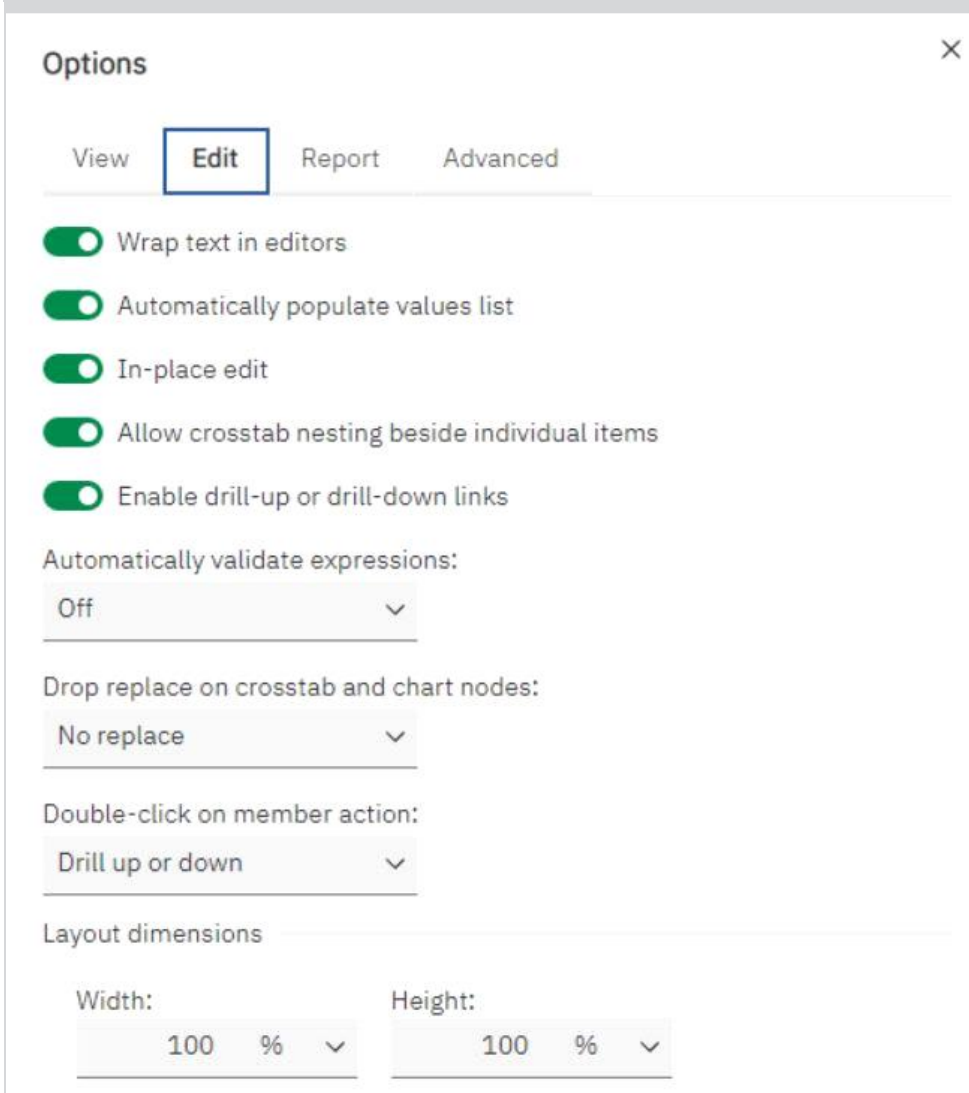 Options
View Edit Report Advanced
Wrap text in editors
Automatically populate values list
In-place edit
Allow crosstab nesting beside individual items
Enable drill-up or drill-down links
Automatically validate expressions:
Off
Drop replace on crosstab and chart nodes:
No replace
Double-click on member action:
Drill up or down
Layout dimensions
Width: Height:
100 % 100 %